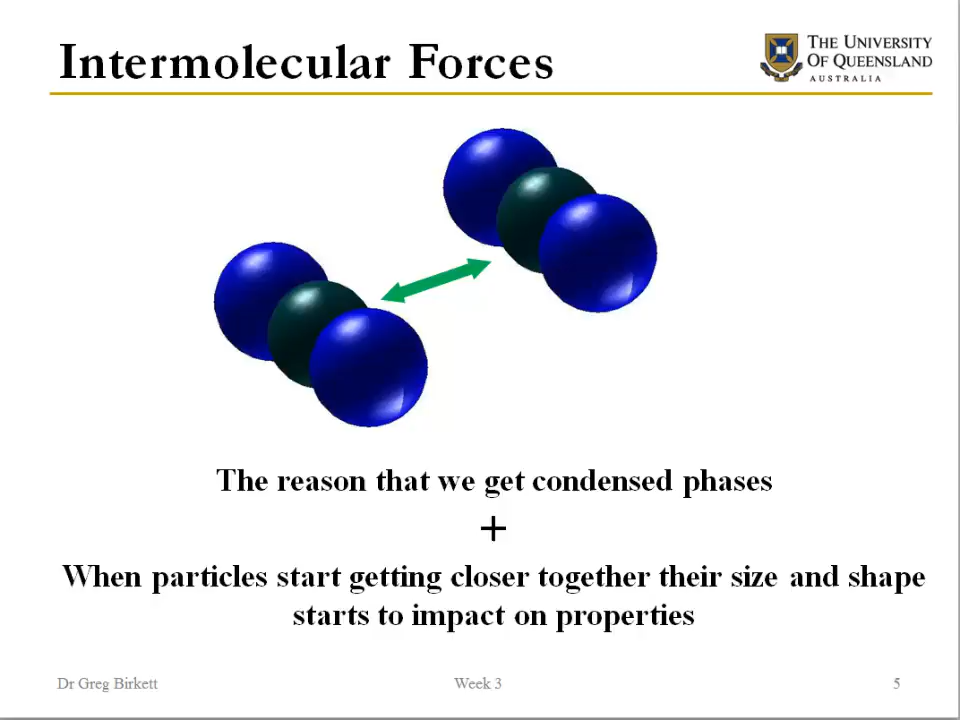 Intermolecular Forces
THE UNIVERSITY
OF QUEENSLAND
AUSTRALIA
The reason that we get condensed phases
+
When particles start getting closer together their size and shape
starts to impact on properties
Dr Greg Birkett
Week 3
5